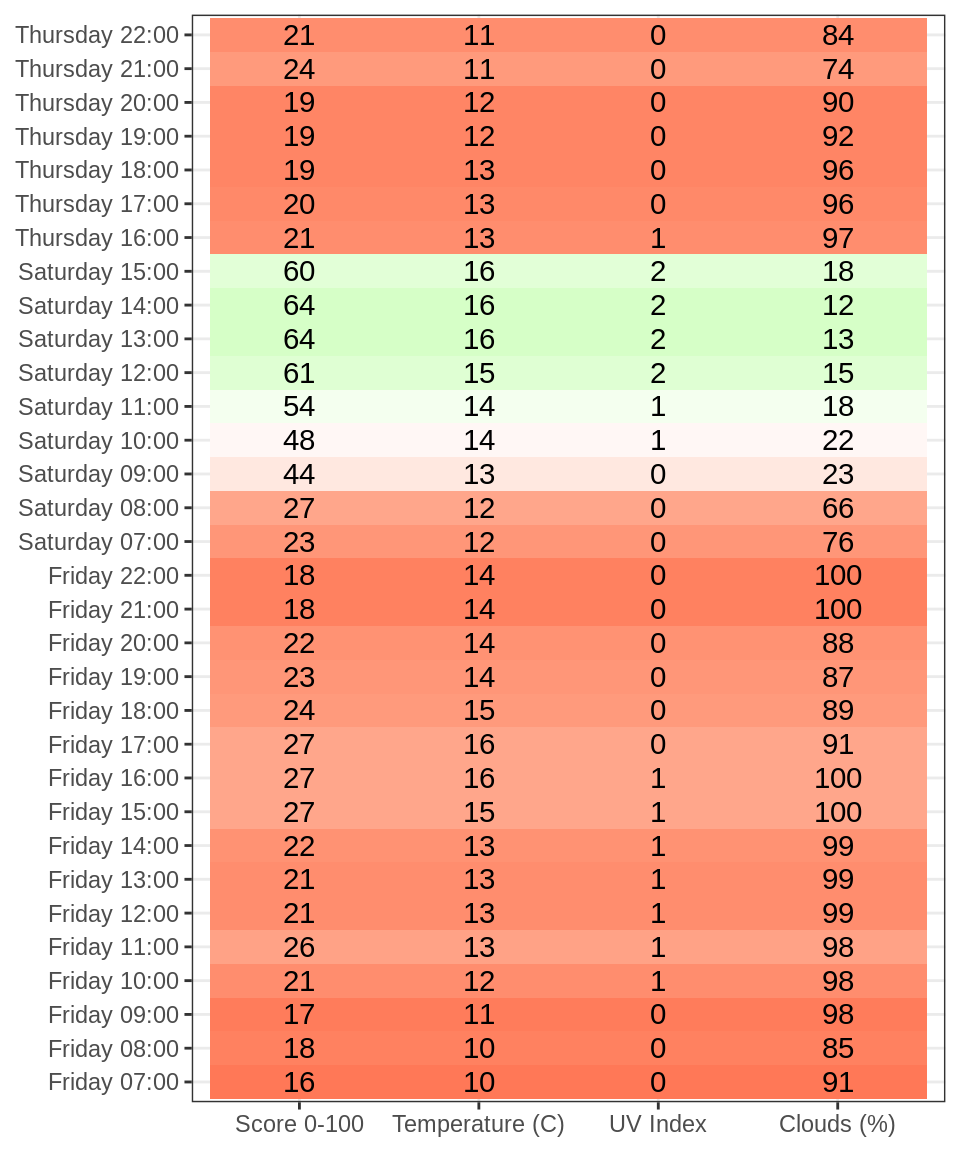 Thursday 22:00 21 11 0 84
Thursday 21:00 24 11 0 74
Thursday 20:00 19 12 0 90
Thursday 19:00 19 12 0 92
Thursday 18:00 19 13 0 96
Thursday 17:00 20 13 0 96
Thursday 16:00 21 13 1 97
Saturday 15:00 60 16 2 18
Saturday 14:00 64 16 2 12
Saturday 13:00 64 16 2 13
Saturday 12:00 61 15 2 15
Saturday 11:00 54 14 1 18
Saturday 10:00 48 14 1 22
Saturday 09:00 44 13 0 23
Saturday 08:00 27 12 0 66
Saturday 07:00 23 12 0 76
Friday 22:00 18 14 0 100
Friday 21:00 18 14 0 100
Friday 20:00 22 14 0 88
Friday 19:00 23 14 0 87
Friday 18:00 24 15 0 89
Friday 17:00 27 16 0 91
Friday 16:00 27 16 1 100
Friday 15:00 27 15 1 100
Friday 14:00 22 13 1 99
Friday 13:00 21 13 1 99
Friday 12:00 21 13 1 99
Friday 11:00 26 13 1 98
Friday 10:00 21 12 1 98
Friday 09:00 17 11 0 98
Friday 08:00 18 10 0 85
Friday 07:00 16 10 0 91
Score 0-100 Temperature (C) UV Index Clouds (%)